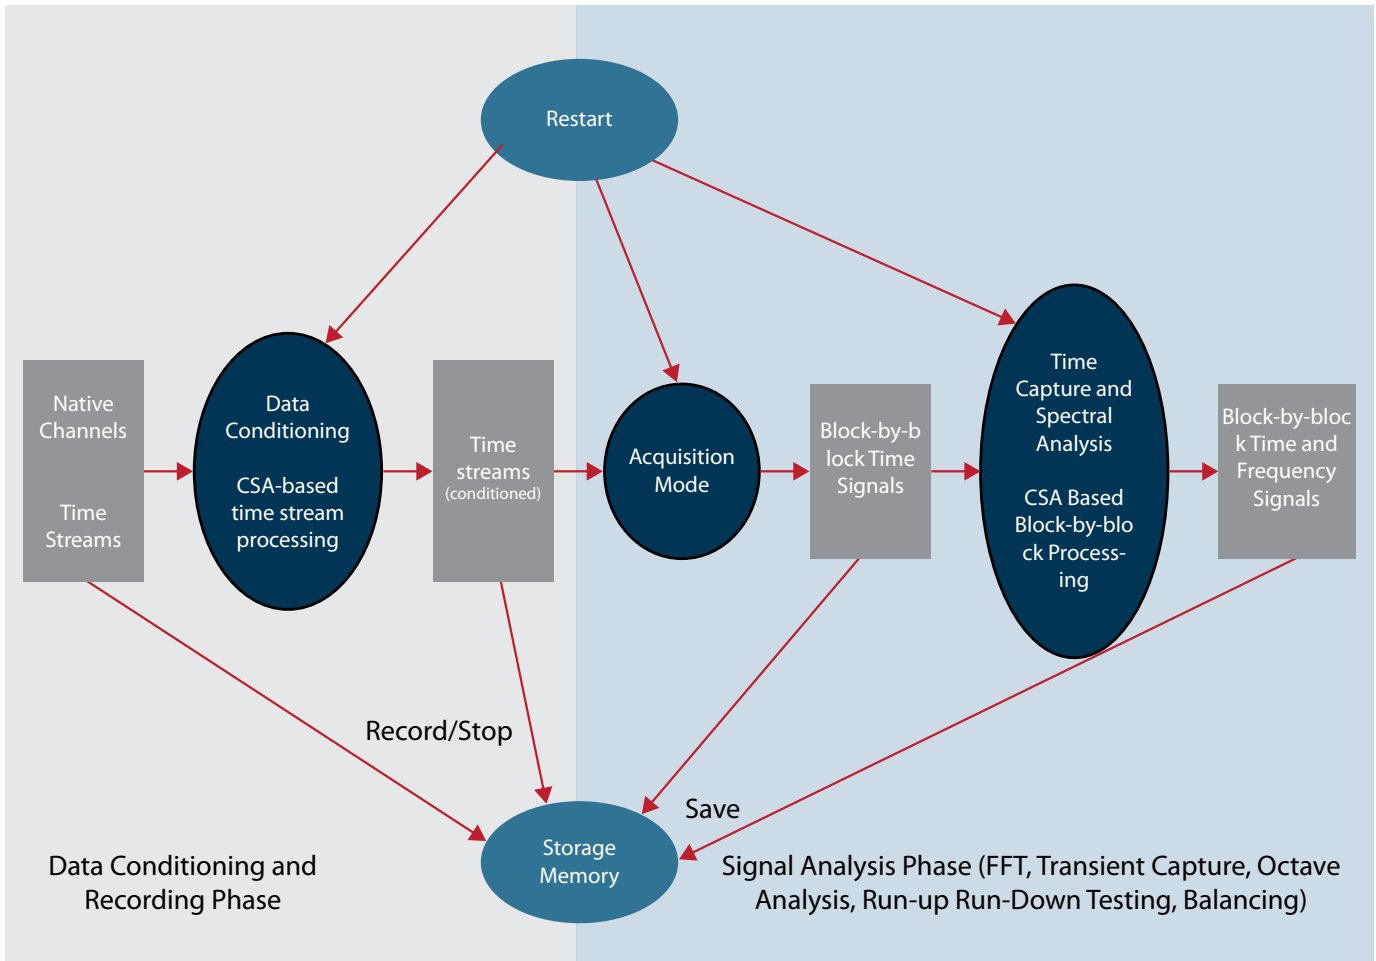 Restart
Native
Channels
Time
Streams
Data
Conditioning
CSA-based
time stream
processing
Time
streams
(conditioned)
Acquisition
Mode
Block-by-b
lock Time
Signals
Time
Capture and
Spectral
Analysis
CSA Based
Block-by-blo
ck Process-
ing
Block-by-bloc
k Time and
Frequency
Signals
Record/Stop
Save
Storage
Memory
Data Conditioning and
Recording Phase
Signal Analysis Phase (FFT, Transient Capture, Octave
Analysis, Run-up Run-Down Testing, Balancing)